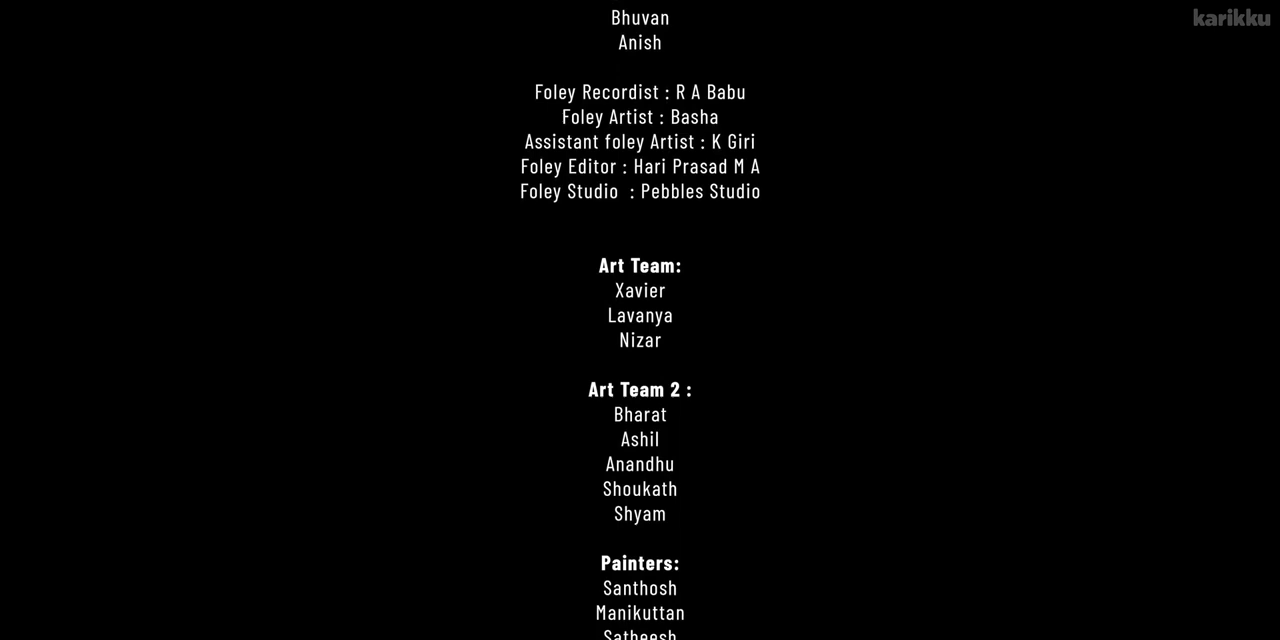 karikku
Bhuvan
Anish
Foley Recordist : R A Babu
Foley Artist : Basha
Assistant foley Artist : K Giri
Foley Editor : Hari Prasad M A
Foley Studio  : Pebbles Studio
Art Team:
Xavier
Lavanya
Nizar
Art Team 2 :
Bharat
Ashil
Anandhu
Shoukath
Shyam
Painters:
Santhosh
Manikuttan
Satheesh